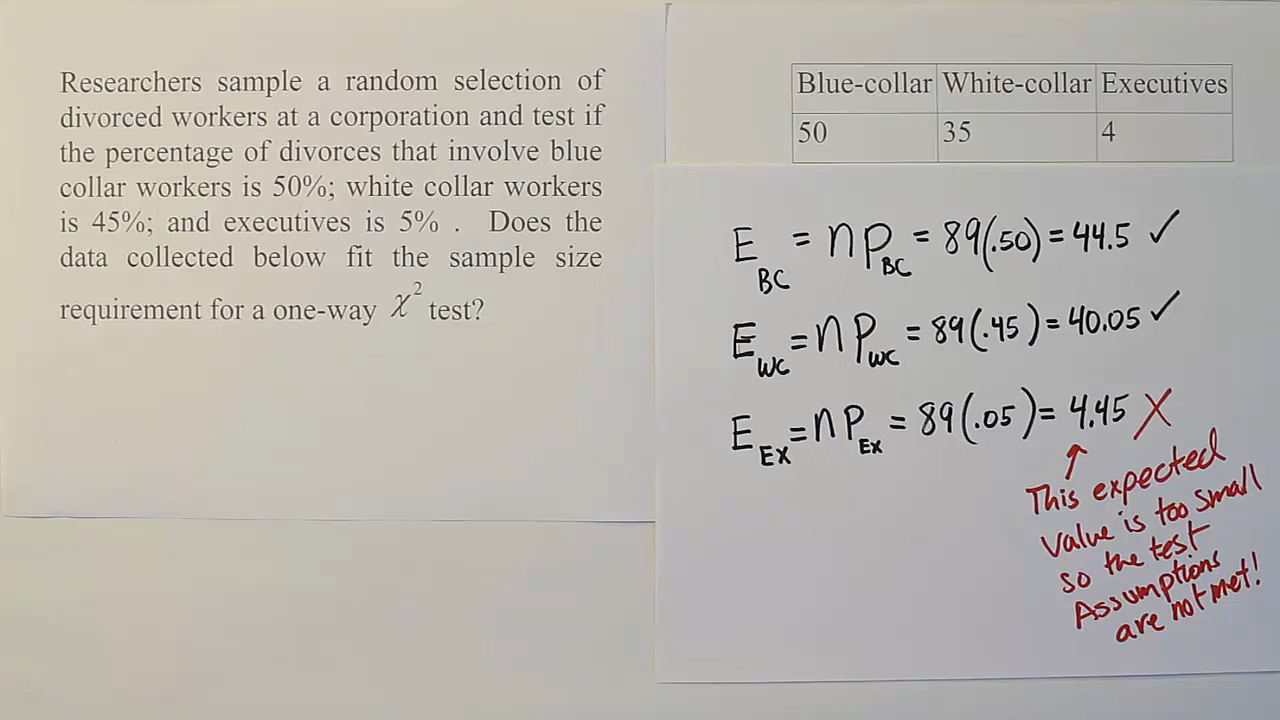 Researchers sample a random selection of
divorced workers at a corporation and test if
the percentage of divorces that involve blue
collar workers is 50%; white collar workers
is 45%; and executives is 5% . Does the
data collected below fit the sample size
requirement for a one-way χ² test?
Blue-collar White-collar Executives
50 35 4
E_BC = n P_BC = 89(.50) = 44.5 ✓
E_WC = n P_WC = 89(.45) = 40.05 ✓
E_EX = n P_EX = 89(.05) = 4.45 X
↑
This expected
value is too small
so the test
Assumptions
are not met!